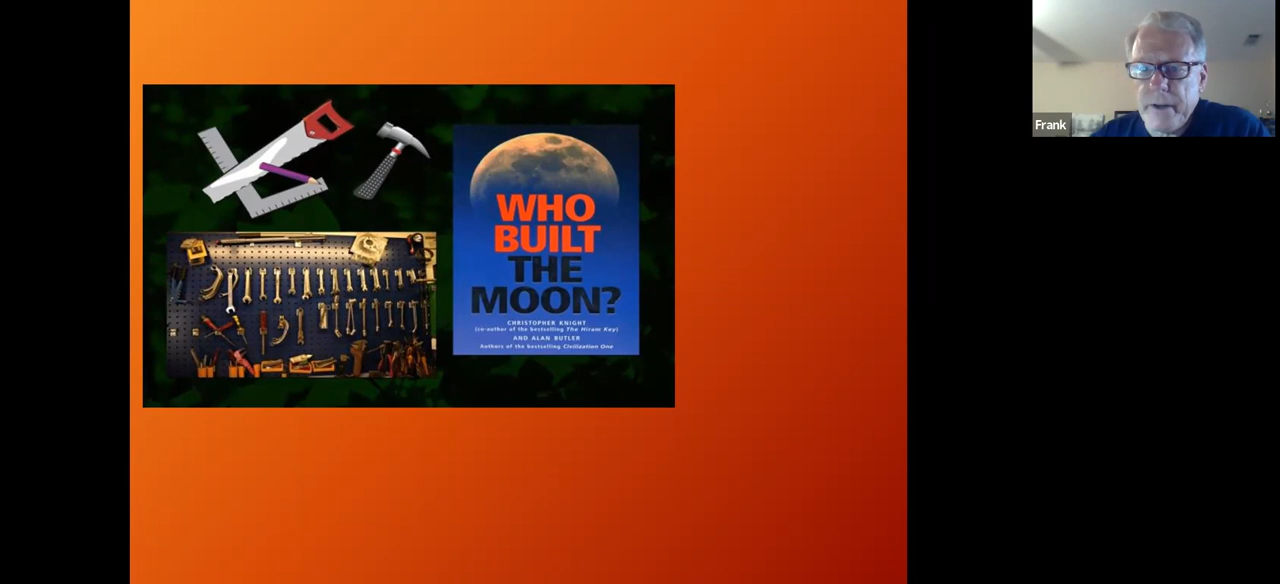 WHO
BUILT
THE
MOON?
CHRISTOPHER KNIGHT
(co-author of the bestselling The Hiram Key)
AND ALAN BUTLER
Authors of the bestselling Civilization One
Frank